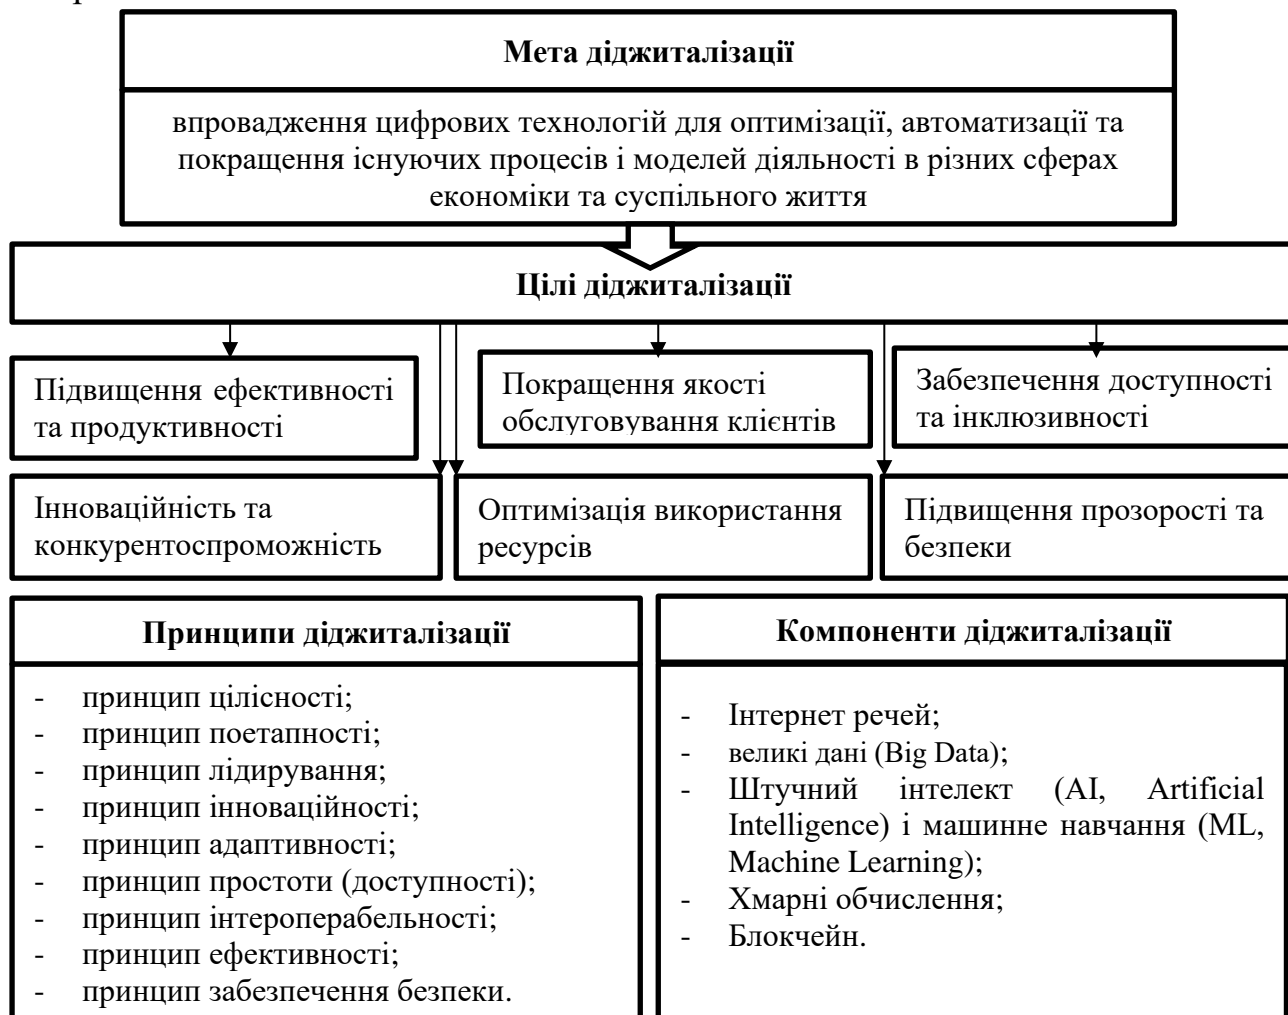 Мета діджиталізації
впровадження цифрових технологій для оптимізації, автоматизації та
покращення існуючих процесів і моделей діяльності в різних сферах
економіки та суспільного життя
Цілі діджиталізації
Підвищення ефективності
та продуктивності
Покращення якості
обслуговування клієнтів
Забезпечення доступності
та інклюзивності
Інноваційність та
конкурентоспроможність
Оптимізація використання
ресурсів
Підвищення прозорості та
безпеки
Принципи діджиталізації
- принцип цілісності;
- принцип поетапності;
- принцип лідирування;
- принцип інноваційності;
- принцип адаптивності;
- принцип простоти (доступності);
- принцип інтероперабельності;
- принцип ефективності;
- принцип забезпечення безпеки.
Компоненти діджиталізації
- Інтернет речей;
- великі дані (Big Data);
- Штучний інтелект (AI, Artificial
Intelligence) і машинне навчання (ML,
Machine Learning);
- Хмарні обчислення;
- Блокчейн.